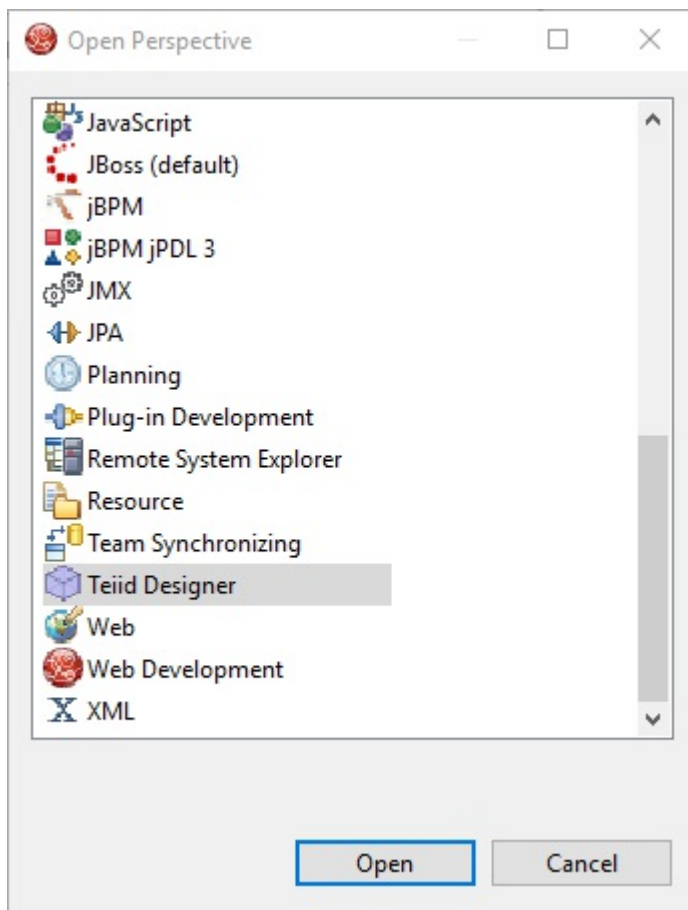 Open Perspective
JavaScript
JBoss (default)
jBPM
jBPM jPDL 3
JMX
JPA
Planning
Plug-in Development
Remote System Explorer
Resource
Team Synchronizing
Teiid Designer
Web
Web Development
XML
Open
Cancel